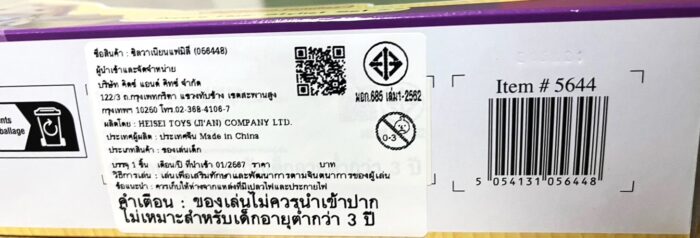 ชื่อสินค้า : ซิลวาเนียนแฟมิลี่ (056448)
ผู้นำเข้าและจัดจำหน่าย
บริษัท คิดซ์ แอนด์ คิทซ์ จำกัด
122/3 ถ.กรุงเทพกรีฑา แขวงทับช้าง เขตสะพานสูง
กรุงเทพฯ 10260 โทร.02-368-4106-7
ผลิตโดย : HEISEI TOYS (JI'AN) COMPANY LTD.
ประเทศผู้ผลิต : ประเทศจีน Made in China
ประเภทสินค้า : ของเล่นเด็ก
บรรจุ 1 ชิ้น เดือน/ปี ที่นำเข้า 01/2567 ราคา บาท
วิธีการเล่น : เล่นเพื่อเสริมทักษะและพัฒนาการตามจินตนาการของผู้เล่น
ข้อแนะนำ : ควรเก็บให้ห่างจากแหล่งที่มีเปลวไฟและประกายไฟ
คำเตือน : ของเล่นไม่ควรนำเข้าปาก
ไม่เหมาะสำหรับเด็กอายุต่ำกว่า 3 ปี
มอก.685 เล่ม1-2562
0-3
ต่ำกว่า 3 ปี
Item # 5644
5 054131 056448
nts
ballage